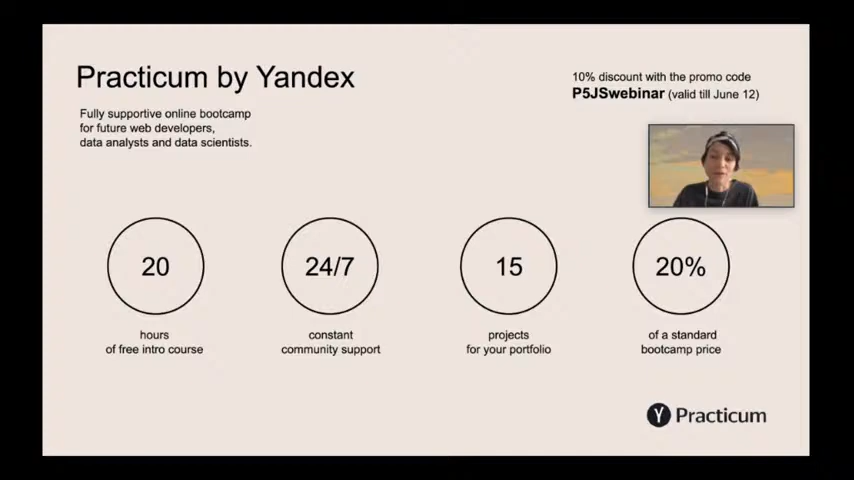 Practicum by Yandex
Fully supportive online bootcamp
for future web developers,
data analysts and data scientists.
10% discount with the promo code
P5JSwebinar (valid till June 12)
20
hours
of free intro course
24/7
constant
community support
15
projects
for your portfolio
20%
of a standard
bootcamp price
Y Practicum